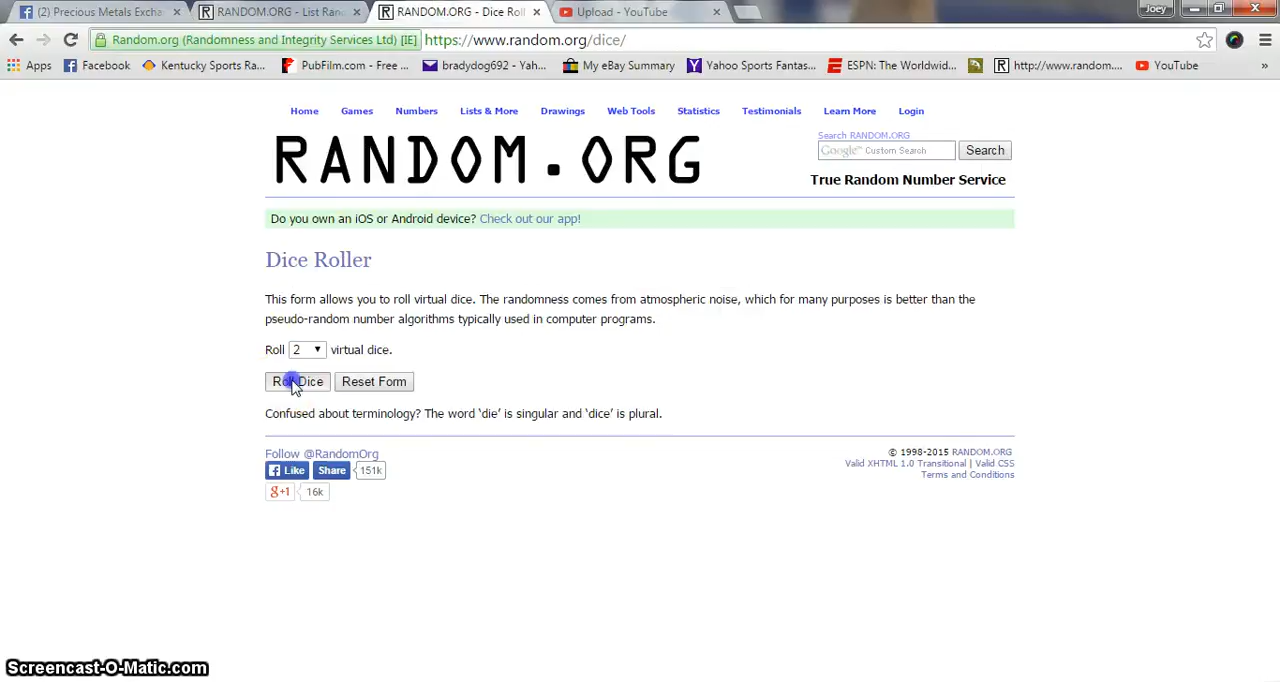 (2) Precious Metals Excha
RANDOM.ORG - List Ran
RANDOM.ORG - Dice Roll
Upload - YouTube
Joey
Random.org (Randomness and Integrity Services Ltd) [IE]
https://www.random.org/dice/
Apps
Facebook
Kentucky Sports Ra...
PubFilm.com - Free ...
bradydog692 - Yah...
My eBay Summary
Yahoo Sports Fantas...
ESPN: The Worldwid...
http://www.random....
YouTube
»
Home Games Numbers Lists & More Drawings Web Tools Statistics Testimonials Learn More Login
RANDOM.ORG
Search RANDOM.ORG
Google™ Custom Search
Search
True Random Number Service
Do you own an iOS or Android device? Check out our app!
Dice Roller
This form allows you to roll virtual dice. The randomness comes from atmospheric noise, which for many purposes is better than the
pseudo-random number algorithms typically used in computer programs.
Roll 2 virtual dice.
Roll Dice
Reset Form
Confused about terminology? The word ‘die’ is singular and ‘dice’ is plural.
Follow @RandomOrg
Like
Share
151k
g+1
16k
© 1998-2015 RANDOM.ORG
Valid XHTML 1.0 Transitional | Valid CSS
Terms and Conditions
Screencast-O-Matic.com